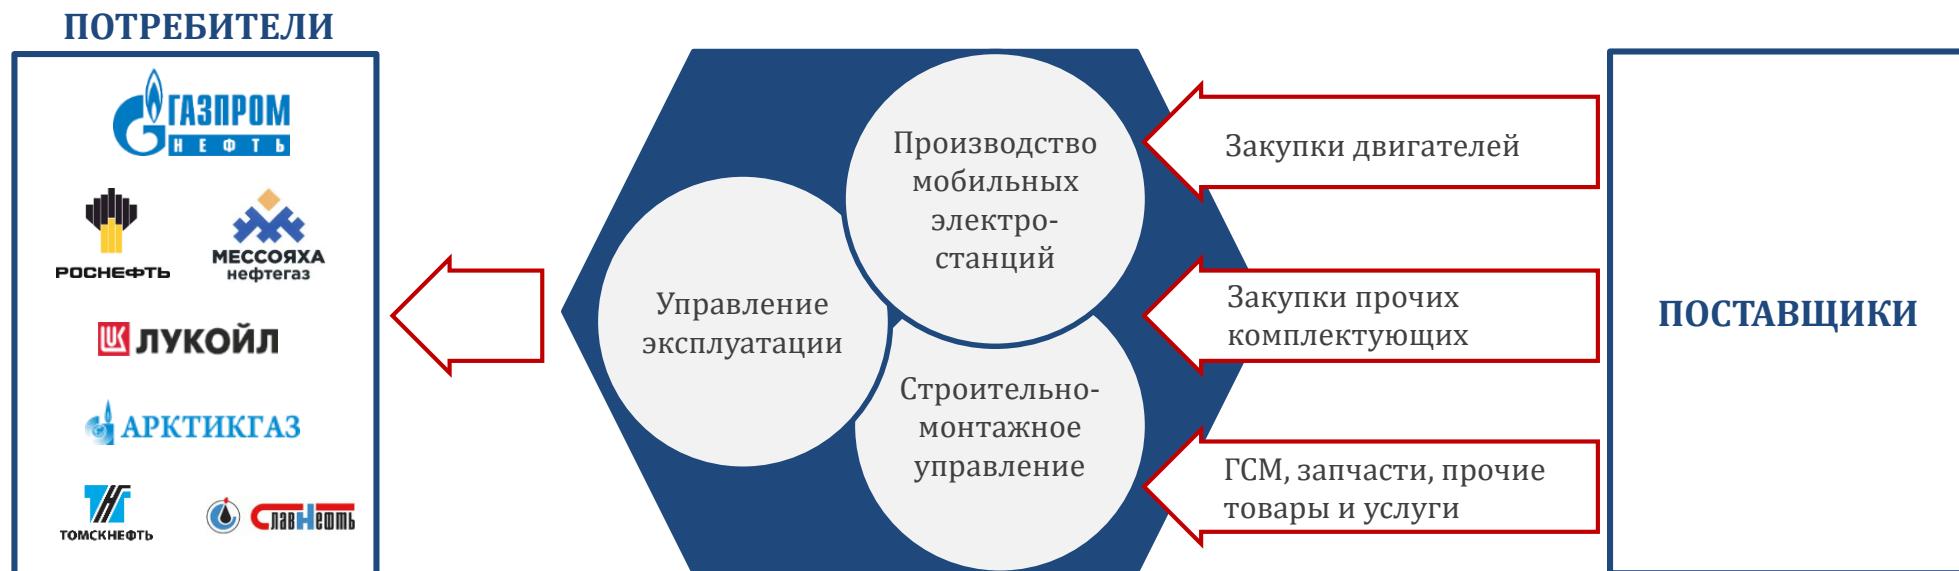 ПОТРЕБИТЕЛИ
ГАЗПРОМ
НЕФТЬ
РОСНЕФТЬ
МЕССОЯХА
нефтегаз
ЛУКОЙЛ
АРКТИКГАЗ
ТОМСКНЕФТЬ
СЛАВНЕФТЬ
Управление
эксплуатации
Производство
мобильных
электро-
станций
Строительно-
монтажное
управление
Закупки двигателей
Закупки прочих
комплектующих
ГСМ, запчасти, прочие
товары и услуги
ПОСТАВЩИКИ